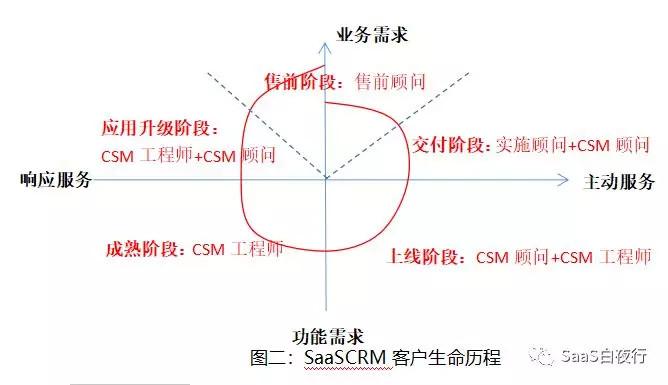 业务需求
售前阶段：售前顾问
应用升级阶段：
CSM 工程师+CSM 顾问
交付阶段：实施顾问+CSM 顾问
响应服务
主动服务
成熟阶段：CSM 工程师
上线阶段：CSM 顾问+CSM 工程师
功能需求
图二：SaaSCRM 客户生命历程
SaaS白夜行